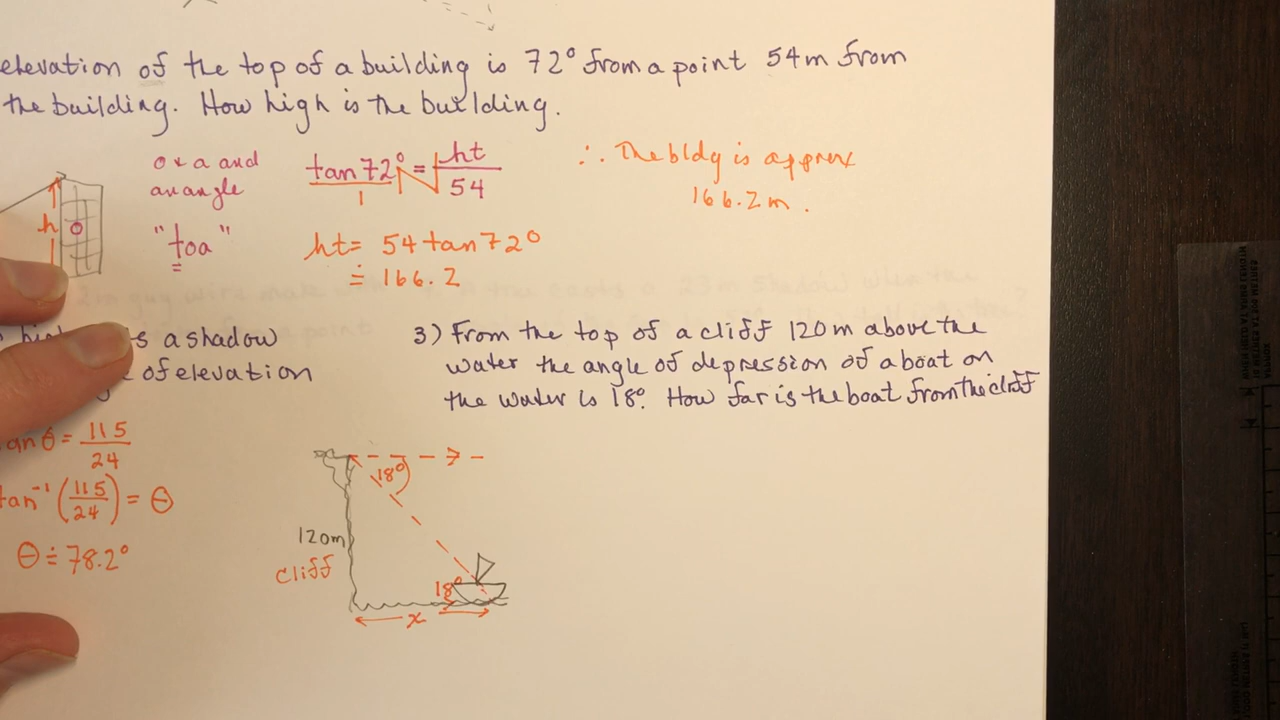 elevation of the top of a building is 72° from a point 54m from
the building. How high is the building.
o & a and
an angle
"toa"
h
o
tan72° = ht
1 54
ht = 54 tan72°
≐ 166.2
∴ The bldg is approx
166.2m.
s a shadow
of elevation
tan θ = 115
24
tan⁻¹(115/24) = θ
θ ≐ 78.2°
3) From the top of a cliff 120m above the
water the angle of depression of a boat on
the water is 18°. How far is the boat from the cliff
18°
120m
cliff
18°
x